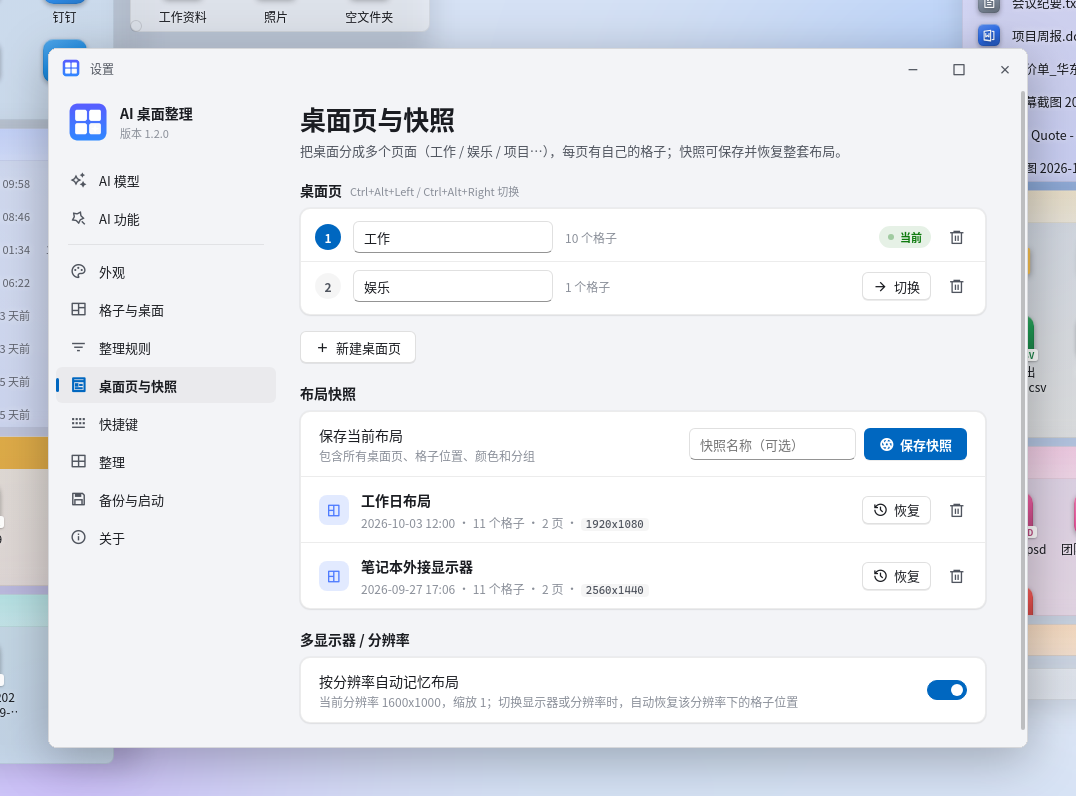 钉钉
工作资料
照片
空文件夹
会议纪要.tx
项目周报.do
价单_华东
幕截图 20
Quote -
图 2026-1
09:58
08:46
01:34
06:22
3 天前
3 天前
5 天前
5 天前
设置
AI 桌面整理
版本 1.2.0
AI 模型
AI 功能
外观
格子与桌面
整理规则
桌面页与快照
快捷键
整理
备份与启动
关于
桌面页与快照
把桌面分成多个页面（工作 / 娱乐 / 项目…），每页有自己的格子；快照可保存并恢复整套布局。
桌面页 Ctrl+Alt+Left / Ctrl+Alt+Right 切换
1 工作 10 个格子 当前
2 娱乐 1 个格子 切换
新建桌面页
布局快照
保存当前布局
包含所有桌面页、格子位置、颜色和分组
快照名称（可选）
保存快照
工作日布局
2026-10-03 12:00 · 11 个格子 · 2 页 · 1920x1080
恢复
笔记本外接显示器
2026-09-27 17:06 · 11 个格子 · 2 页 · 2560x1440
恢复
多显示器 / 分辨率
按分辨率自动记忆布局
当前分辨率 1600x1000，缩放 1；切换显示器或分辨率时，自动恢复该分辨率下的格子位置
出
csv
osd
202
9-…